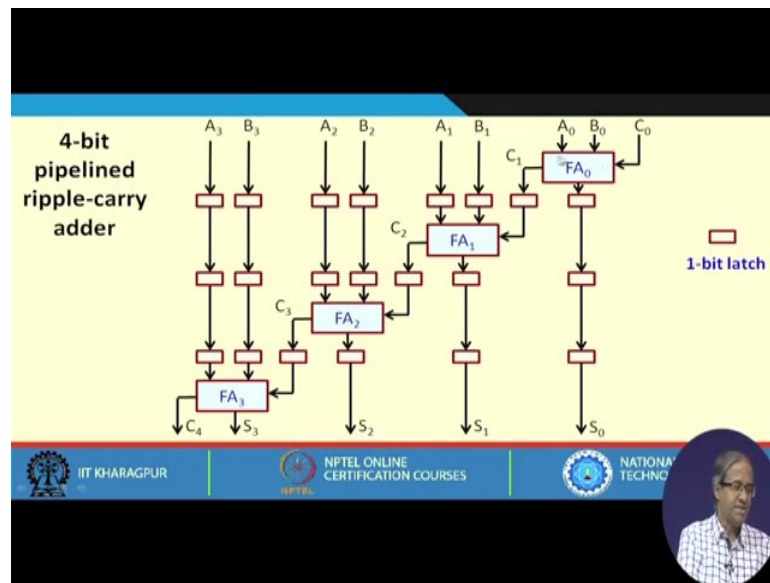 4-bit
pipelined
ripple-carry
adder
A3 B3 A2 B2 A1 B1 A0 B0 C0
C1 FA0
C2 FA1
1-bit latch
C3 FA2
FA3
C4 S3 S2 S1 S0
IIT KHARAGPUR
NPTEL
NPTEL ONLINE
CERTIFICATION COURSES
NATIONAL